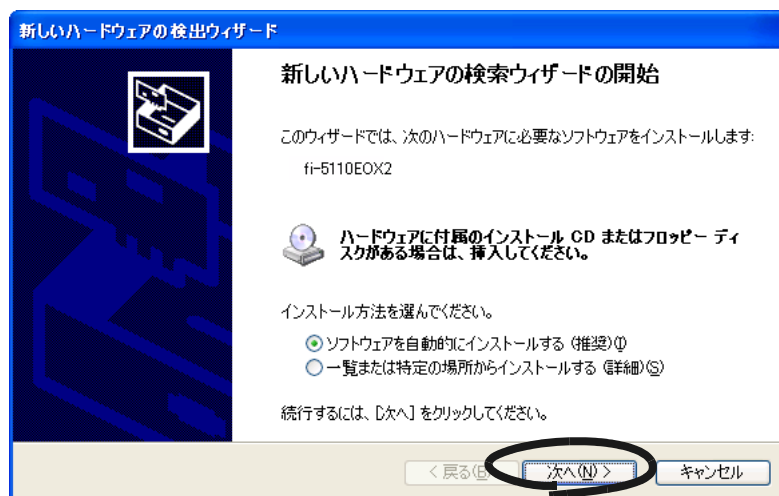 新しいハードウェアの検出ウィザード
新しいハードウェアの検索ウィザードの開始
このウィザードでは、次のハードウェアに必要なソフトウェアをインストールします:
fi-5110EOX2
ハードウェアに付属のインストール CD またはフロッピー ディ
スクがある場合は、挿入してください。
インストール方法を選んでください。
ソフトウェアを自動的にインストールする (推奨)(I)
一覧または特定の場所からインストールする (詳細)(S)
続行するには、[次へ] をクリックしてください。
< 戻る(B)
次へ(N) >
キャンセル